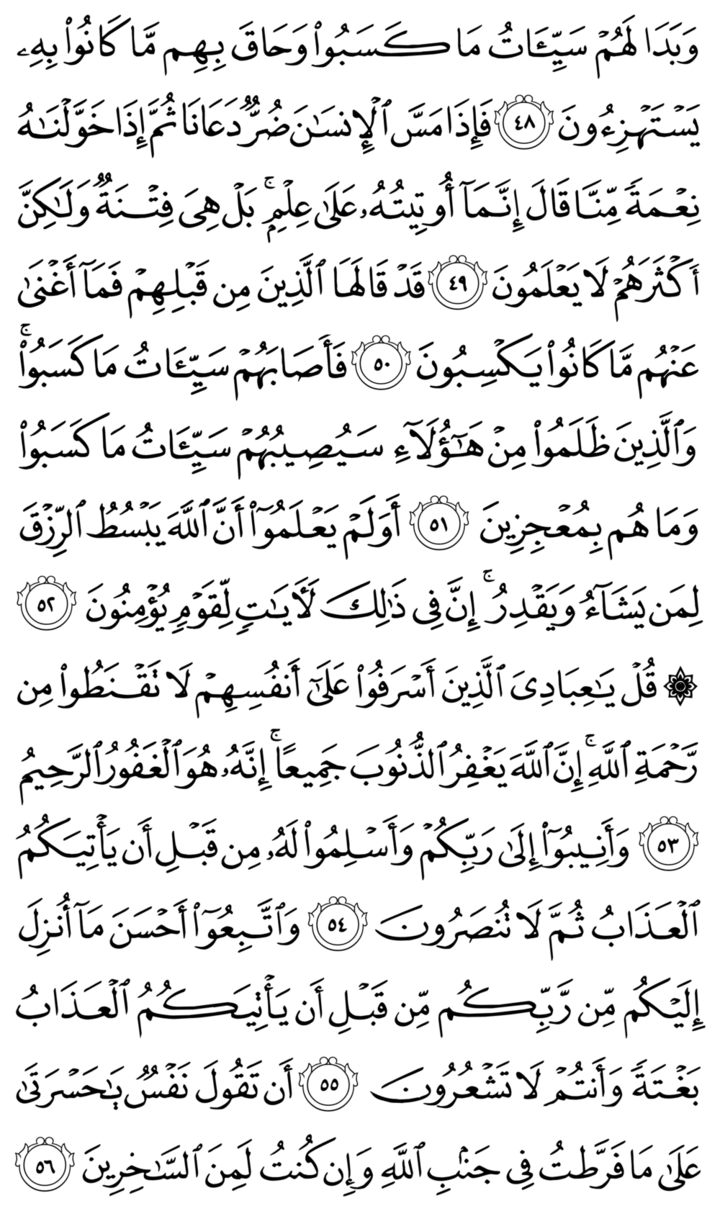 وَبَدَا لَهُمْ سَيِّـَٔاتُ مَا كَسَبُوا۟ وَحَاقَ بِهِم مَّا كَانُوا۟ بِهِۦ
يَسْتَهْزِءُونَ ٤٨ فَإِذَا مَسَّ ٱلْإِنسَٰنَ ضُرٌّ دَعَانَا ثُمَّ إِذَا خَوَّلْنَٰهُ
نِعْمَةً مِّنَّا قَالَ إِنَّمَآ أُوتِيتُهُۥ عَلَىٰ عِلْمٍۭ ۚ بَلْ هِىَ فِتْنَةٌ وَلَٰكِنَّ
أَكْثَرَهُمْ لَا يَعْلَمُونَ ٤٩ قَدْ قَالَهَا ٱلَّذِينَ مِن قَبْلِهِمْ فَمَآ أَغْنَىٰ
عَنْهُم مَّا كَانُوا۟ يَكْسِبُونَ ٥٠ فَأَصَابَهُمْ سَيِّـَٔاتُ مَا كَسَبُوا۟ ۚ
وَٱلَّذِينَ ظَلَمُوا۟ مِنْ هَٰٓؤُلَآءِ سَيُصِيبُهُمْ سَيِّـَٔاتُ مَا كَسَبُوا۟
وَمَا هُم بِمُعْجِزِينَ ٥١ أَوَلَمْ يَعْلَمُوٓا۟ أَنَّ ٱللَّهَ يَبْسُطُ ٱلرِّزْقَ
لِمَن يَشَآءُ وَيَقْدِرُ ۚ إِنَّ فِى ذَٰلِكَ لَءَايَٰتٍ لِّقَوْمٍ يُؤْمِنُونَ ٥٢
۞ قُلْ يَٰعِبَادِىَ ٱلَّذِينَ أَسْرَفُوا۟ عَلَىٰٓ أَنفُسِهِمْ لَا تَقْنَطُوا۟ مِن
رَّحْمَةِ ٱللَّهِ ۚ إِنَّ ٱللَّهَ يَغْفِرُ ٱلذُّنُوبَ جَمِيعًا ۚ إِنَّهُۥ هُوَ ٱلْغَفُورُ ٱلرَّحِيمُ
٥٣ وَأَنِيبُوٓا۟ إِلَىٰ رَبِّكُمْ وَأَسْلِمُوا۟ لَهُۥ مِن قَبْلِ أَن يَأْتِيَكُمُ
ٱلْعَذَابُ ثُمَّ لَا تُنصَرُونَ ٥٤ وَٱتَّبِعُوٓا۟ أَحْسَنَ مَآ أُنزِلَ
إِلَيْكُم مِّن رَّبِّكُم مِّن قَبْلِ أَن يَأْتِيَكُمُ ٱلْعَذَابُ
بَغْتَةً وَأَنتُمْ لَا تَشْعُرُونَ ٥٥ أَن تَقُولَ نَفْسٌ يَٰحَسْرَتَىٰ
عَلَىٰ مَا فَرَّطتُ فِى جَنۢبِ ٱللَّهِ وَإِن كُنتُ لَمِنَ ٱلسَّٰخِرِينَ ٥٦